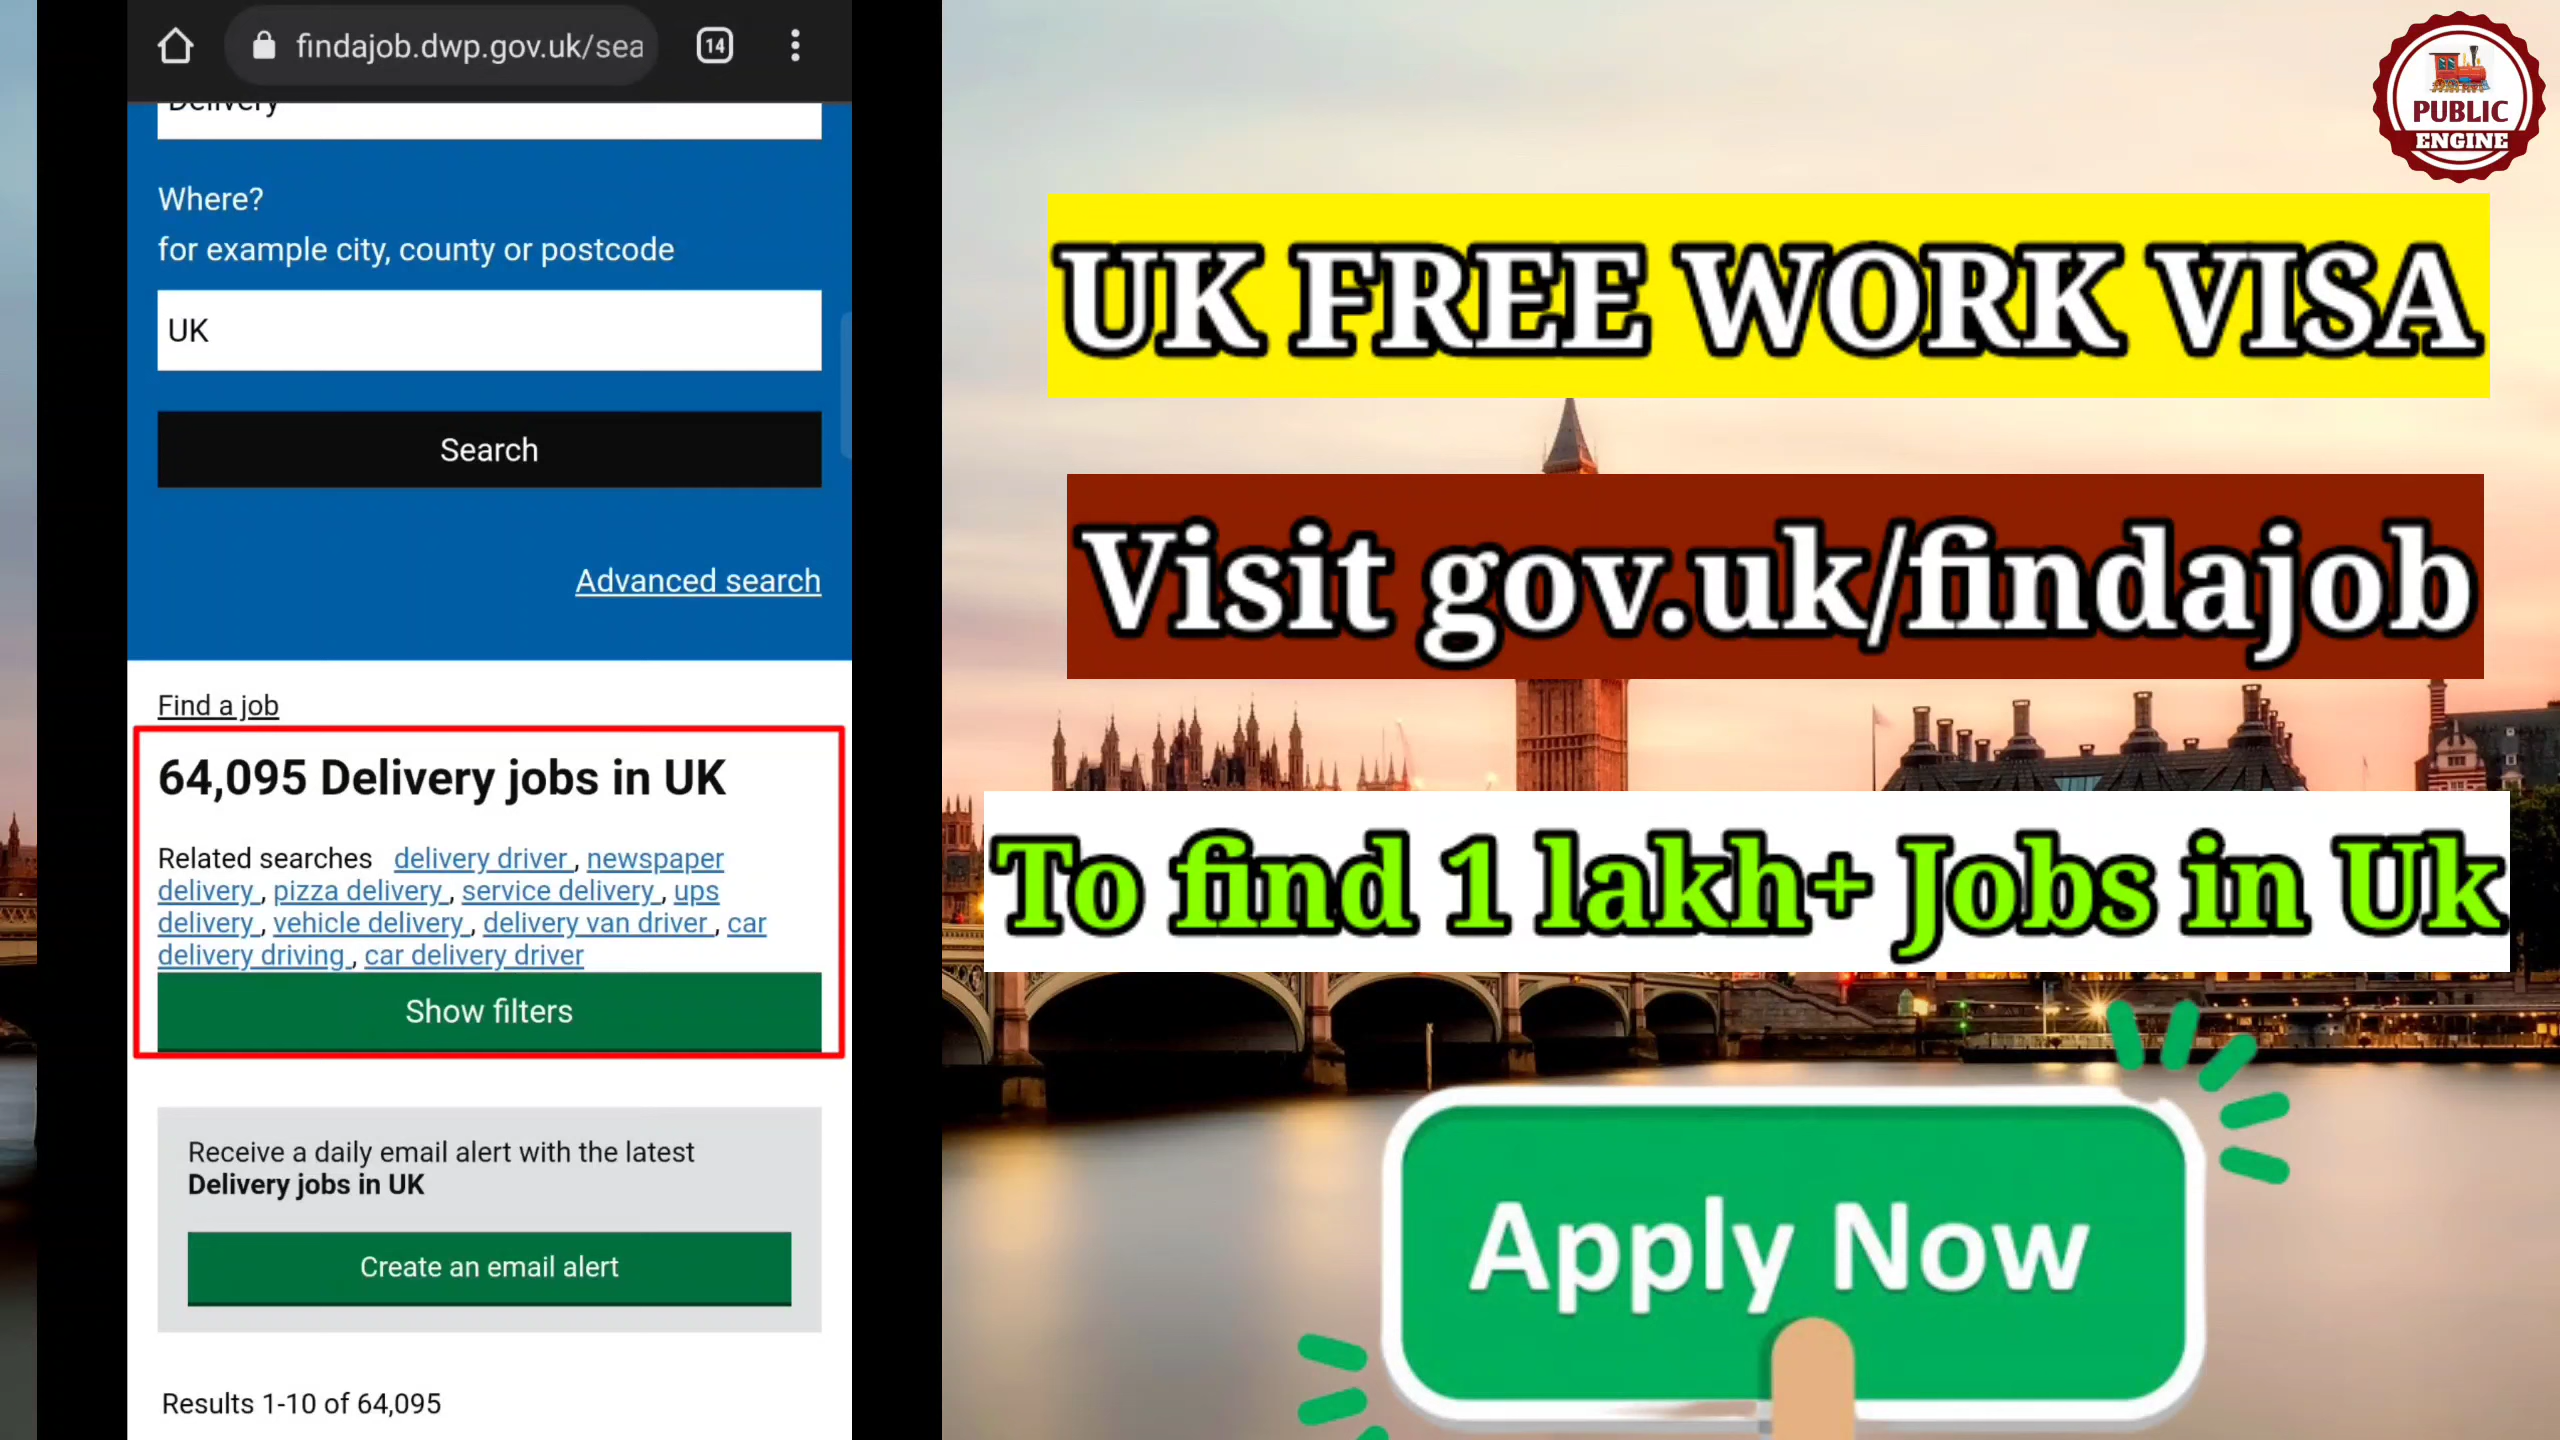 findajob.dwp.gov.uk/sea
14
Delivery
Where?
for example city, county or postcode
UK
Search
Advanced search
Find a job
64,095 Delivery jobs in UK
Related searches delivery driver , newspaper
delivery , pizza delivery , service delivery , ups
delivery , vehicle delivery , delivery van driver , car
delivery driving , car delivery driver
Show filters
Receive a daily email alert with the latest
Delivery jobs in UK
Create an email alert
Results 1-10 of 64,095
PUBLIC
ENGINE
UK FREE WORK VISA
Visit gov.uk/findajob
To find 1 lakh+ Jobs in Uk
Apply Now